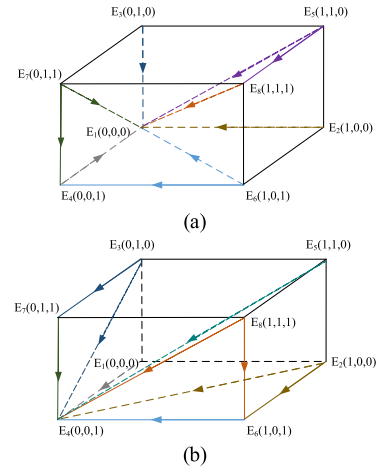 E₃(0,1,0)
E₅(1,1,0)
E₇(0,1,1)
E₈(1,1,1)
E₁(0,0,0)
E₂(1,0,0)
E₄(0,0,1)
E₆(1,0,1)
(a)
E₃(0,1,0)
E₅(1,1,0)
E₇(0,1,1)
E₈(1,1,1)
E₁(0,0,0)
E₂(1,0,0)
E₄(0,0,1)
E₆(1,0,1)
(b)